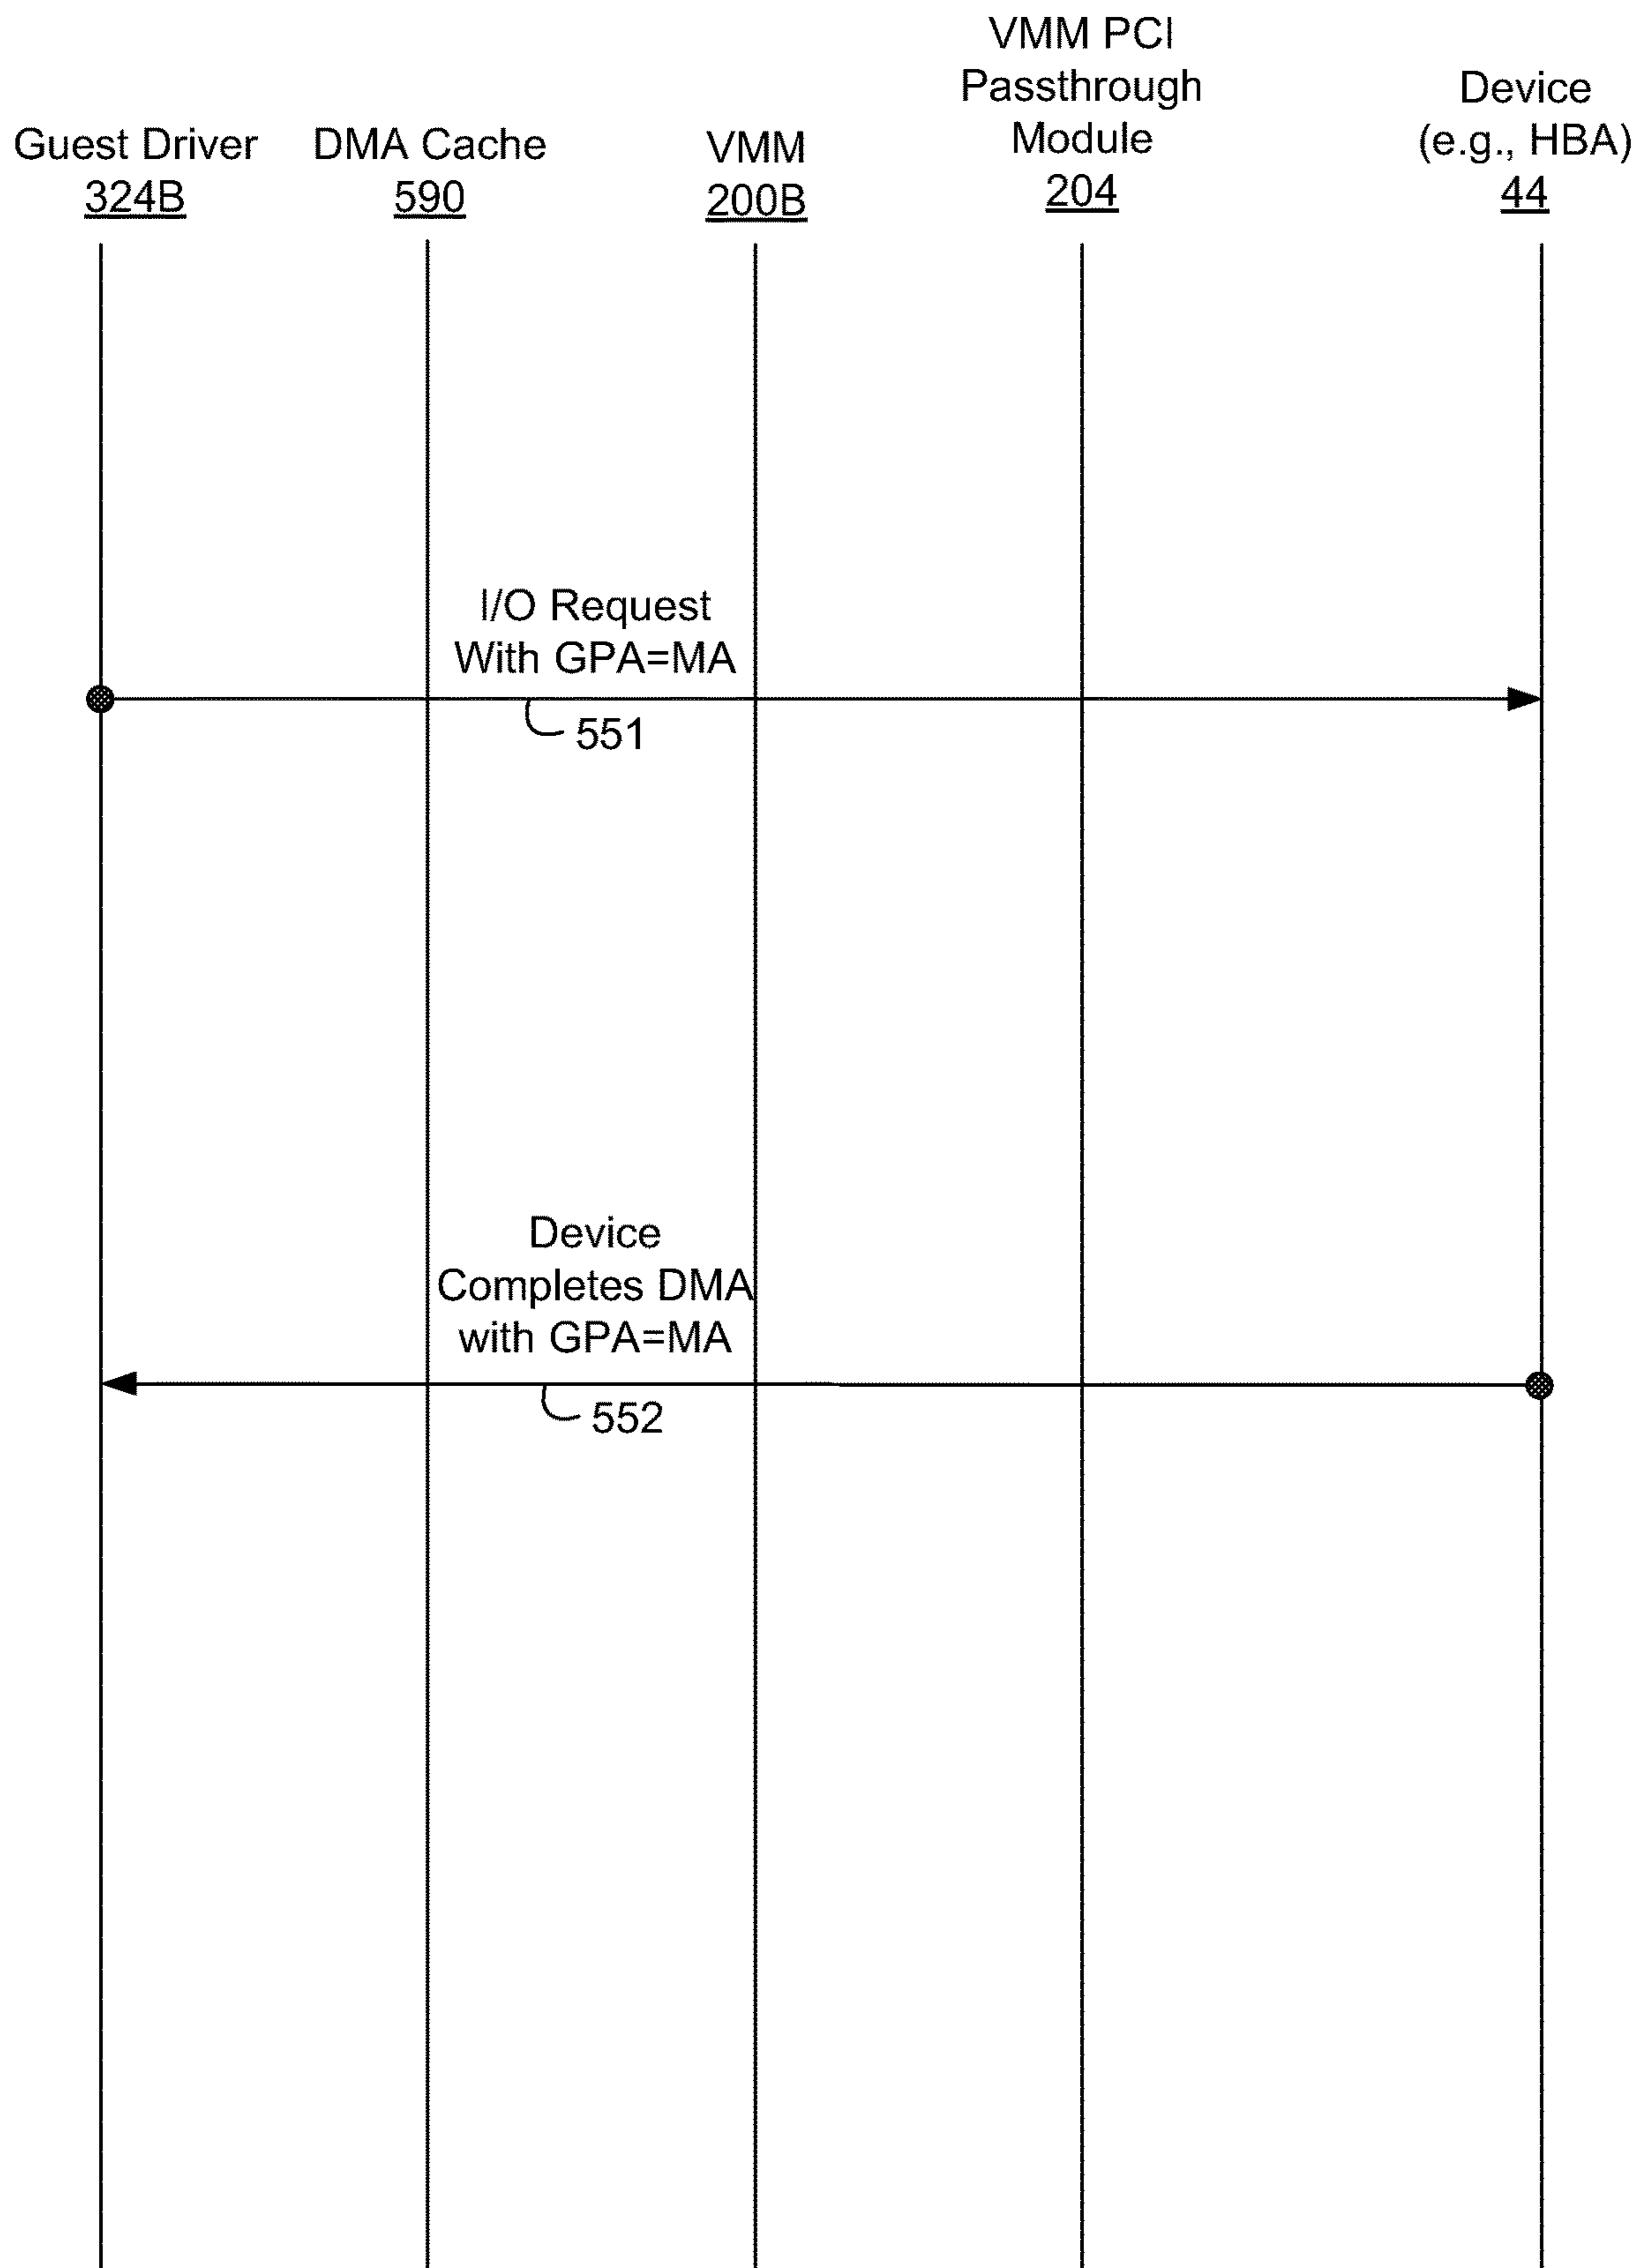 Guest Driver
324B
DMA Cache
590
VMM
200B
VMM PCI
Passthrough
Module
204
Device
(e.g., HBA)
44
I/O Request
With GPA=MA
551
Device
Completes DMA
with GPA=MA
552